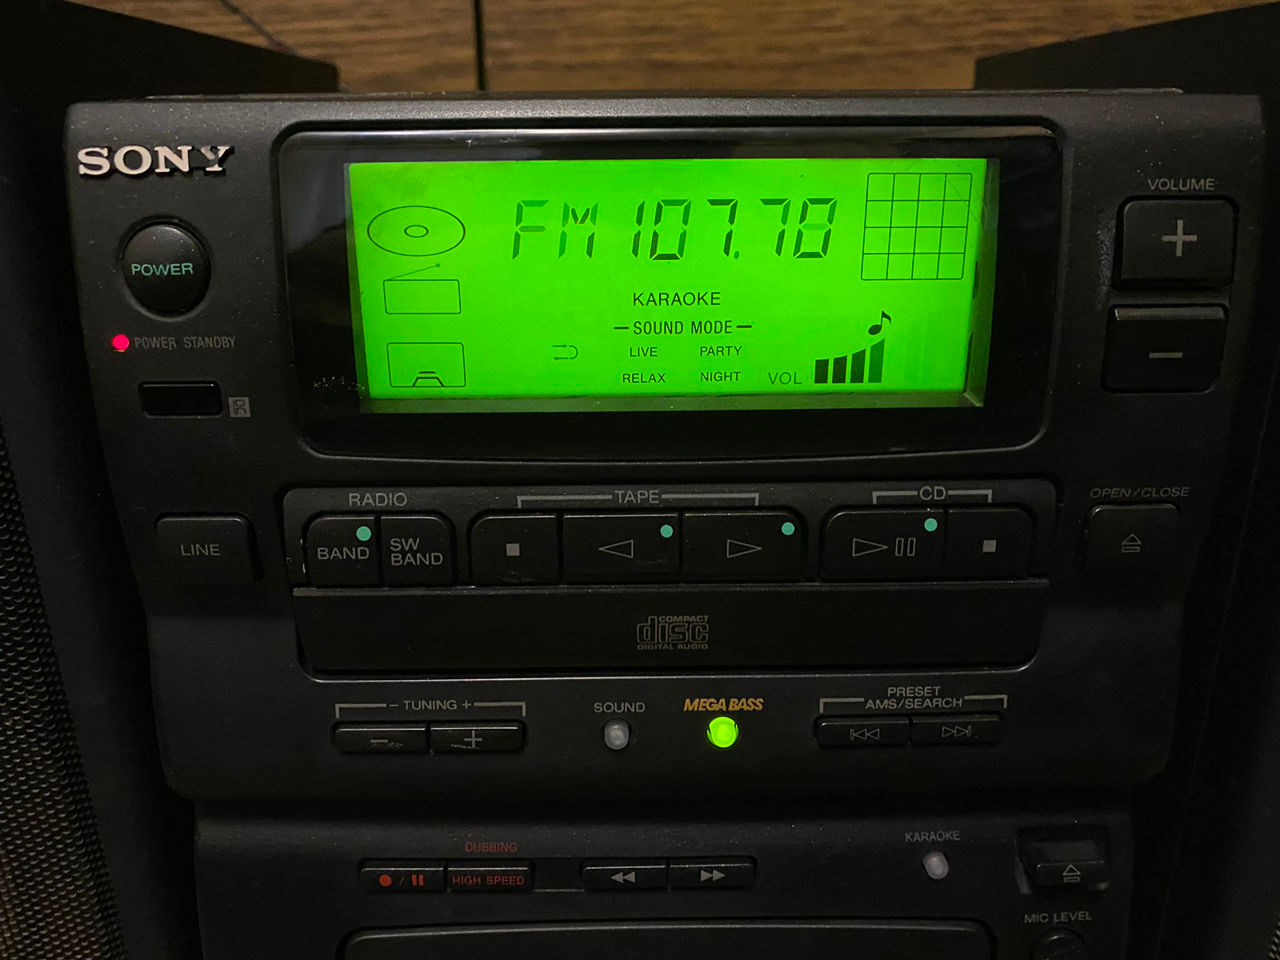 SONY
VOLUME
+
POWER
FM 107.78
KARAOKE
SOUND MODE
LIVE PARTY
RELAX NIGHT
VOL
POWER STANDBY
R
−
RADIO
TAPE
CD
OPEN/CLOSE
LINE
BAND
SW BAND
COMPACT
disc
DIGITAL AUDIO
− TUNING +
− +
SOUND
MEGA BASS
PRESET
AMS/SEARCH
DUBBING
HIGH SPEED
KARAOKE
MIC LEVEL